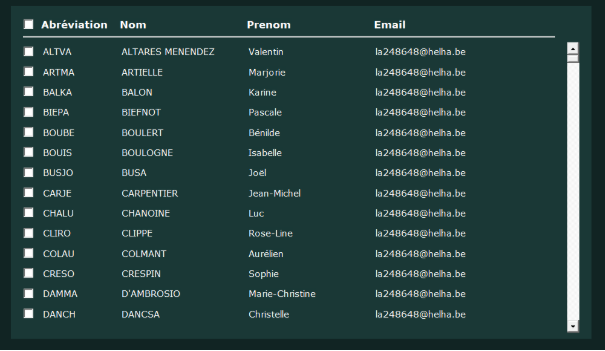 Abréviation Nom Prenom Email
ALTVA ALTARES MENENDEZ Valentin la248648@helha.be
ARTMA ARTIELLE Marjorie la248648@helha.be
BALKA BALON Karine la248648@helha.be
BIEPA BIEFNOT Pascale la248648@helha.be
BOUBE BOULERT Bénilde la248648@helha.be
BOUIS BOULOGNE Isabelle la248648@helha.be
BUSJO BUSA Joël la248648@helha.be
CARJE CARPENTIER Jean-Michel la248648@helha.be
CHALU CHANOINE Luc la248648@helha.be
CLIRO CLIPPE Rose-Line la248648@helha.be
COLAU COLMANT Aurélien la248648@helha.be
CRESO CRESPIN Sophie la248648@helha.be
DAMMA D'AMBROSIO Marie-Christine la248648@helha.be
DANCH DANCSA Christelle la248648@helha.be